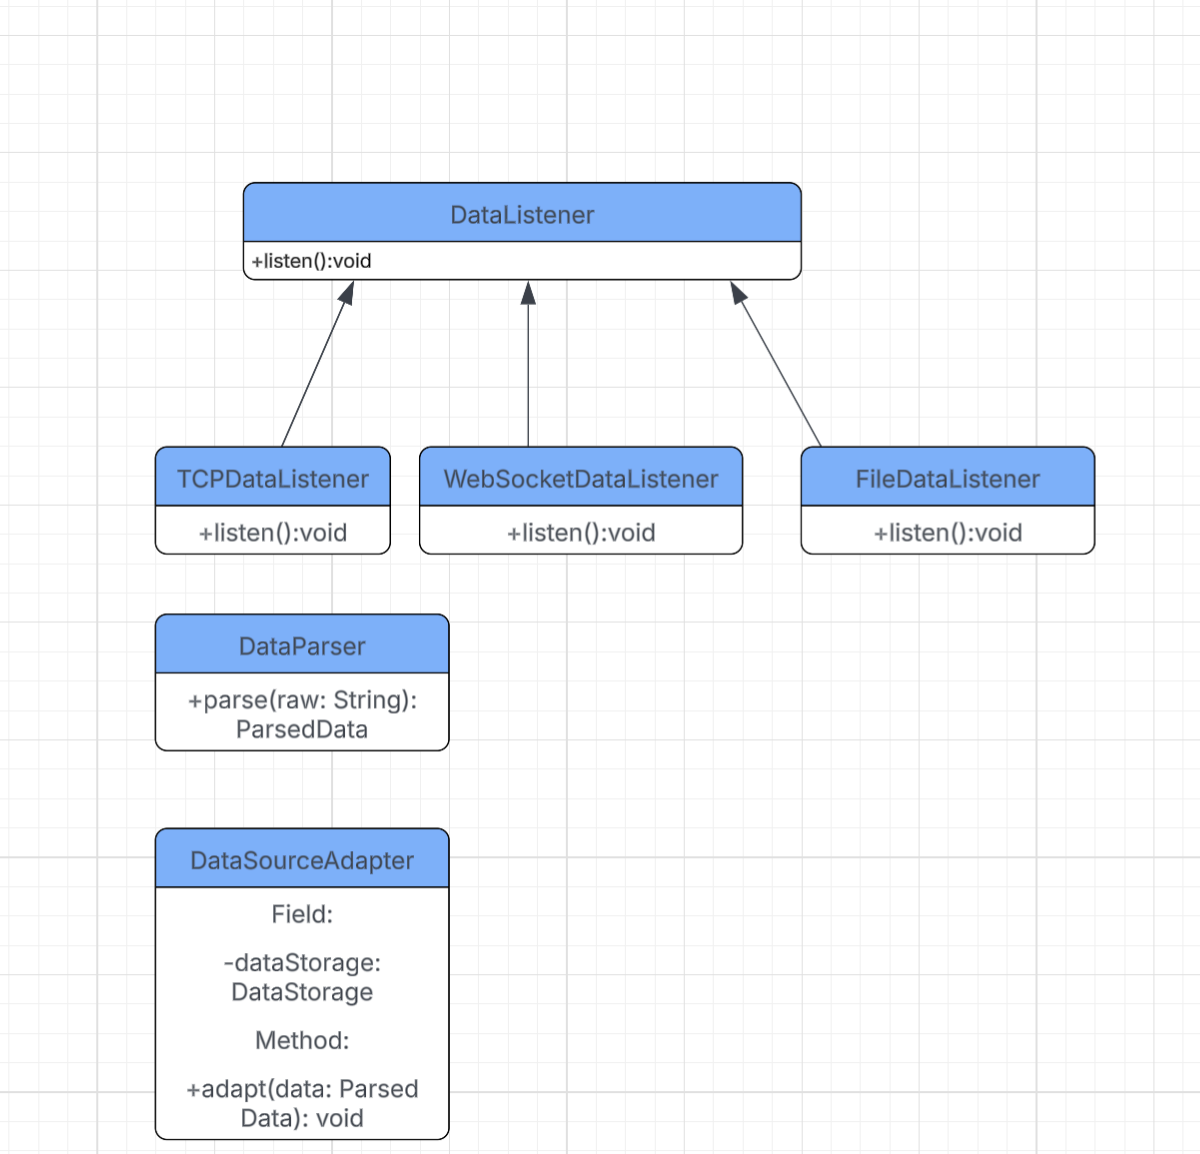 DataListener
+listen():void
TCPDataListener
+listen():void
WebSocketDataListener
+listen():void
FileDataListener
+listen():void
DataParser
+parse(raw: String):
ParsedData
DataSourceAdapter
Field:
-dataStorage:
DataStorage
Method:
+adapt(data: Parsed
Data): void